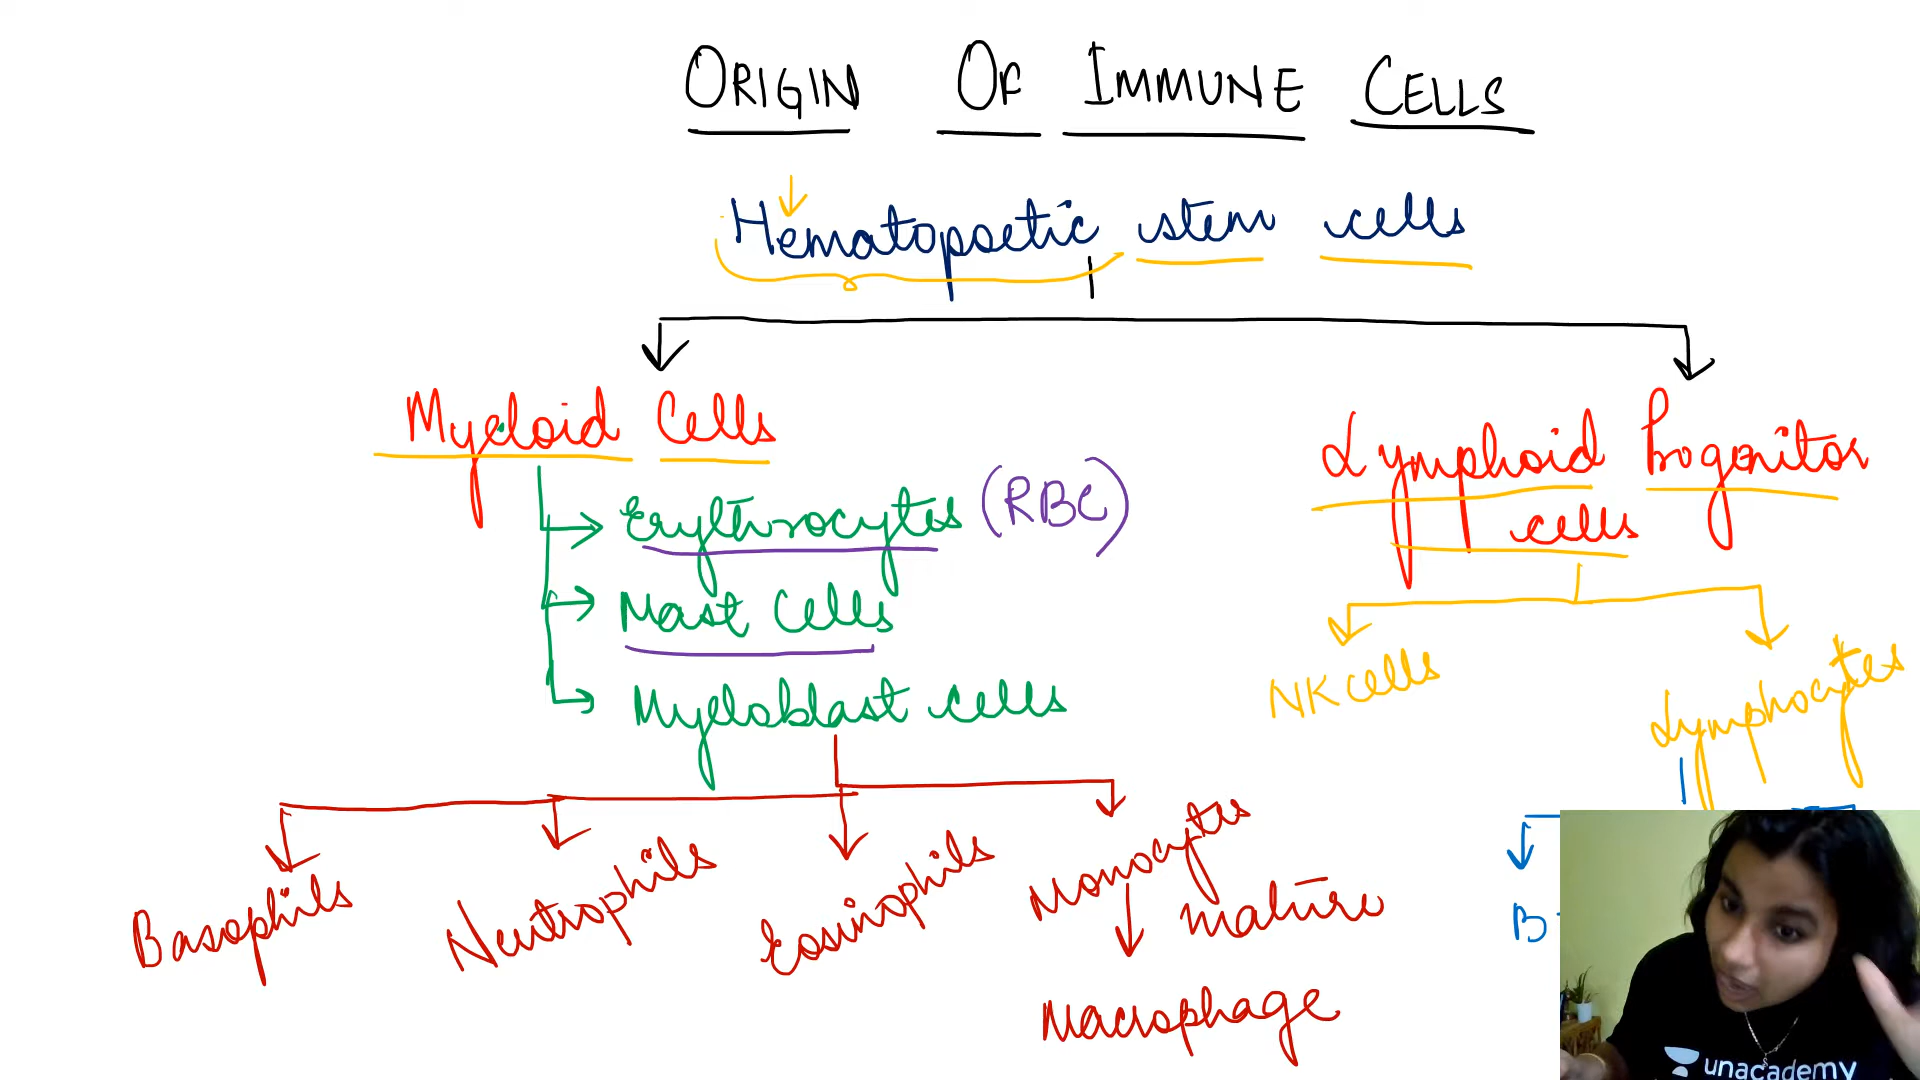 ORIGIN OF IMMUNE CELLS
Hematopoetic stem cells
Myeloid Cells
Lymphoid Progenitor
cells
Erythrocytes (RBC)
Mast Cells
Myeloblast cells
NK cells
Lymphocytes
Basophils
Neutrophils
Eosinophils
Monocytes
mature
Macrophage
B
unacademy